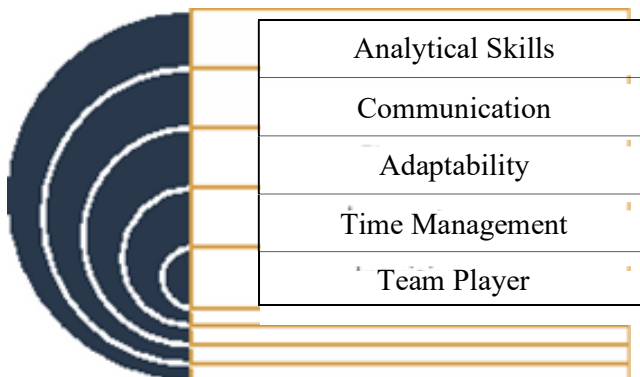 Analytical Skills
Communication
Adaptability
Time Management
Team Player